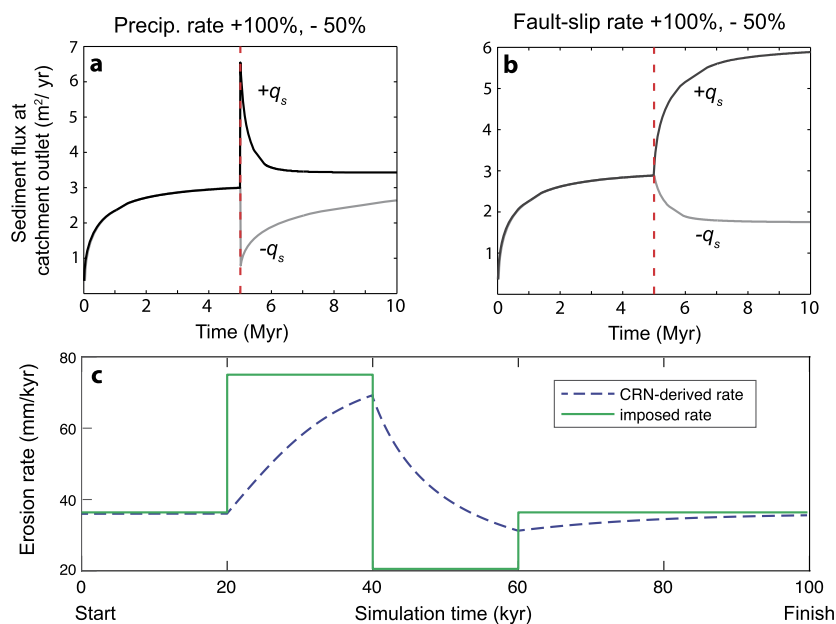 Precip. rate +100%, - 50%
Fault-slip rate +100%, - 50%
Sediment flux at
catchment outlet (m²/ yr)
a
7
6
5
4
3
2
1
+qₛ
-qₛ
0 2 4 6 8 10
Time (Myr)
b
6
5
4
3
2
1
+qₛ
-qₛ
0 2 4 6 8 10
Time (Myr)
c
Erosion rate (mm/kyr)
80
60
40
20
CRN-derived rate
imposed rate
0 20 40 60 80 100
Start Simulation time (kyr) Finish